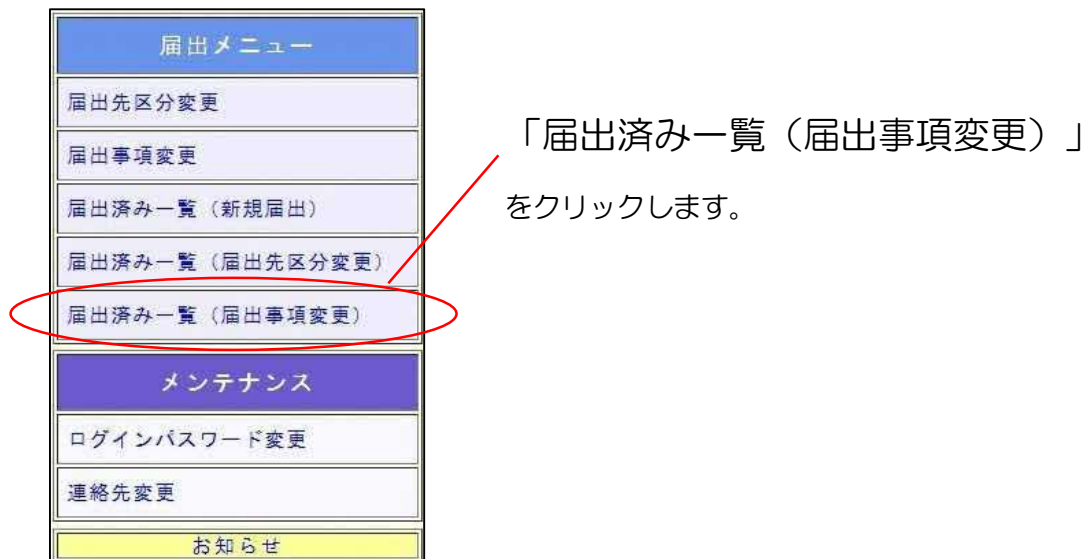 届出メニュー
届出先区分変更
届出事項変更
届出済み一覧（新規届出）
届出済み一覧（届出先区分変更）
届出済み一覧（届出事項変更）
メンテナンス
ログインパスワード変更
連絡先変更
お知らせ
「届出済み一覧（届出事項変更）」
をクリックします。